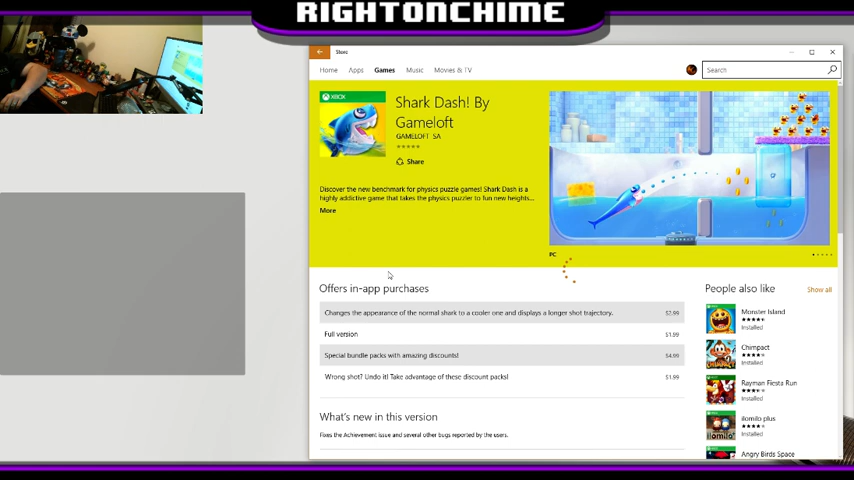 RIGHTONCHIME
Store
Home Apps Games Music Movies & TV
Search
XBOX
Shark Dash! By
Gameloft
GAMELOFT SA
Share
Discover the new benchmark for physics puzzle games! Shark Dash is a
highly addictive game that takes the physics puzzler to fun new heights...
More
PC
Offers in-app purchases
Changes the appearance of the normal shark to a cooler one and displays a longer shot trajectory. $2.99
Full version $1.99
Special bundle packs with amazing discounts! $4.99
Wrong shot? Undo it! Take advantage of these discount packs! $1.99
What's new in this version
Fixes the Achievement issue and several other bugs reported by the users.
People also like Show all
Monster Island
Installed
Chimpact
Installed
Rayman Fiesta Run
Installed
ilomilo plus
Installed
Angry Birds Space